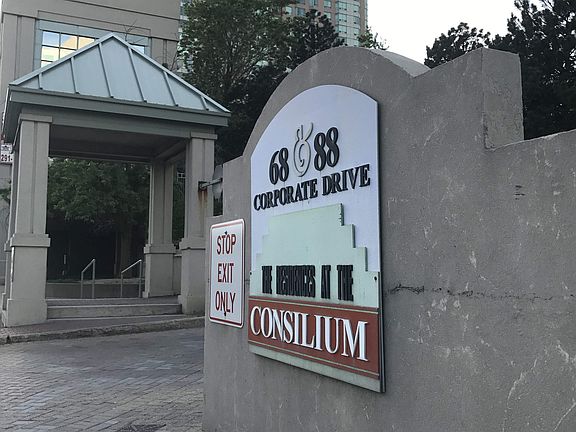 68 & 88
CORPORATE DRIVE
THE RESIDENCES AT THE
CONSILIUM
STOP
EXIT
ONLY